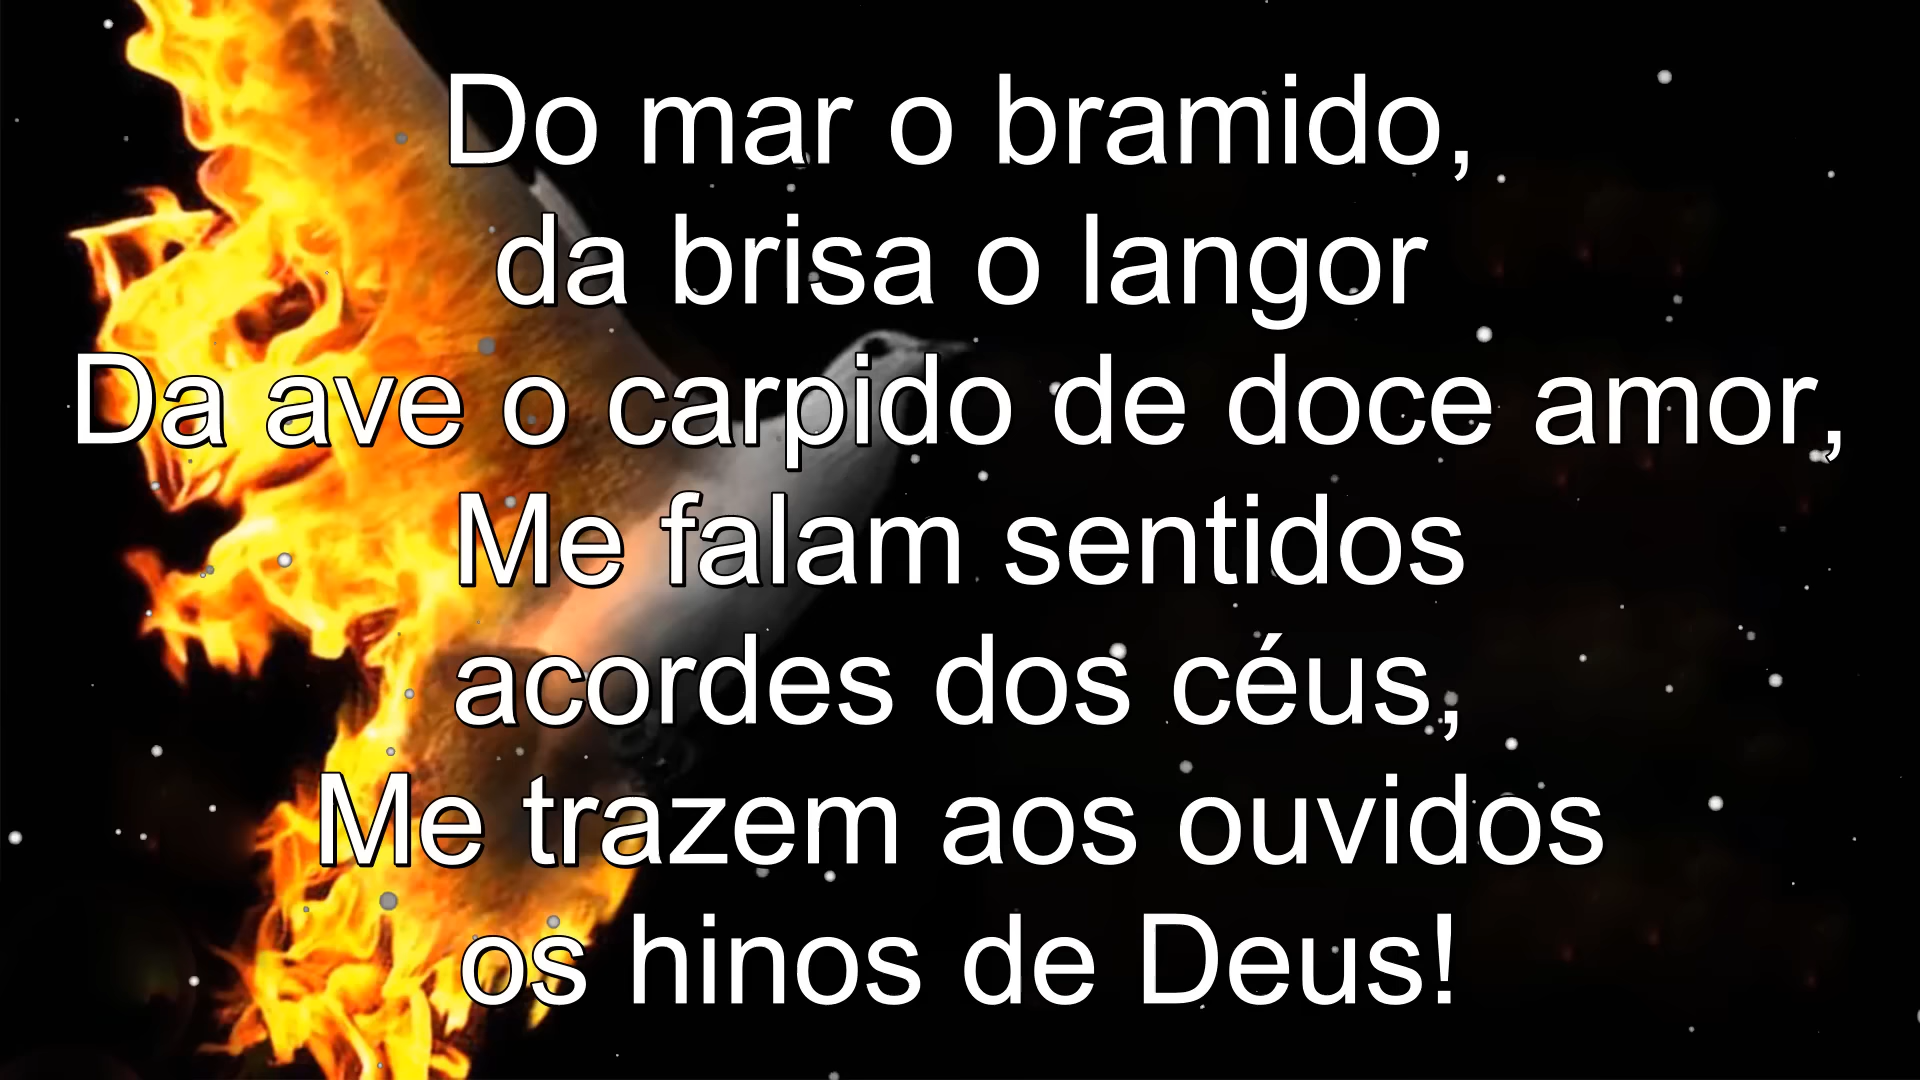 Do mar o bramido,
da brisa o langor
Da ave o carpido de doce amor,
Me falam sentidos
acordes dos céus,
Me trazem aos ouvidos
os hinos de Deus!